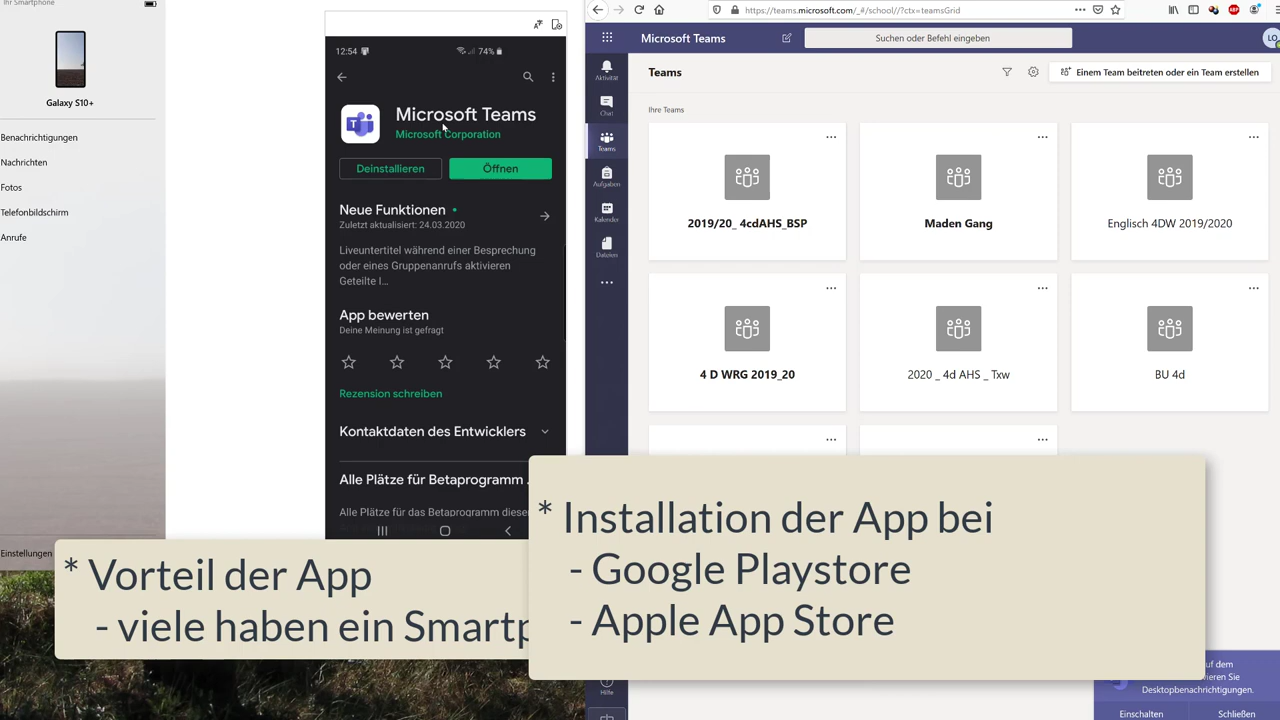 Ihr Smartphone
Galaxy S10+
Benachrichtigungen
Nachrichten
Fotos
Telefonbildschirm
Anrufe
Einstellungen
12:54
74%
Microsoft Teams
Microsoft Corporation
Deinstallieren
Öffnen
Neue Funktionen
Zuletzt aktualisiert: 24.03.2020
Liveuntertitel während einer Besprechung
oder eines Gruppenanrufs aktivieren
Geteilte I...
App bewerten
Deine Meinung ist gefragt
Rezension schreiben
Kontaktdaten des Entwicklers
Alle Plätze für Betaprogramm ..
Alle Plätze für das Betaprogramm dieser
https://teams.microsoft.com/_#/school//?ctx=teamsGrid
Microsoft Teams
Suchen oder Befehl eingeben
LO
Aktivität
Chat
Teams
Aufgaben
Kalender
Dateien
Hilfe
Teams
Einem Team beitreten oder ein Team erstellen
Ihre Teams
2019/20_ 4cdAHS_BSP
Maden Gang
Englisch 4DW 2019/2020
4 D WRG 2019_20
2020 _ 4d AHS _ Txw
BU 4d
* Vorteil der App
- viele haben ein Smartp
* Installation der App bei
- Google Playstore
- Apple App Store
uf dem
ieren Sie
Desktopbenachrichtigungen.
Einschalten
Schließen